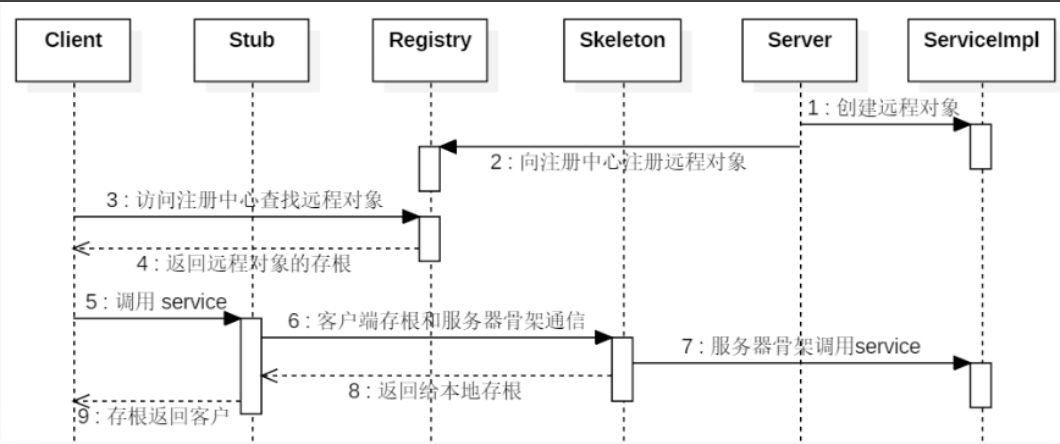 Client
Stub
Registry
Skeleton
Server
ServiceImpl
1 : 创建远程对象
2 : 向注册中心注册远程对象
3 : 访问注册中心查找远程对象
4 : 返回远程对象的存根
5 : 调用 service
6 : 客户端存根和服务器骨架通信
7 : 服务器骨架调用service
8 : 返回给本地存根
9 : 存根返回客户